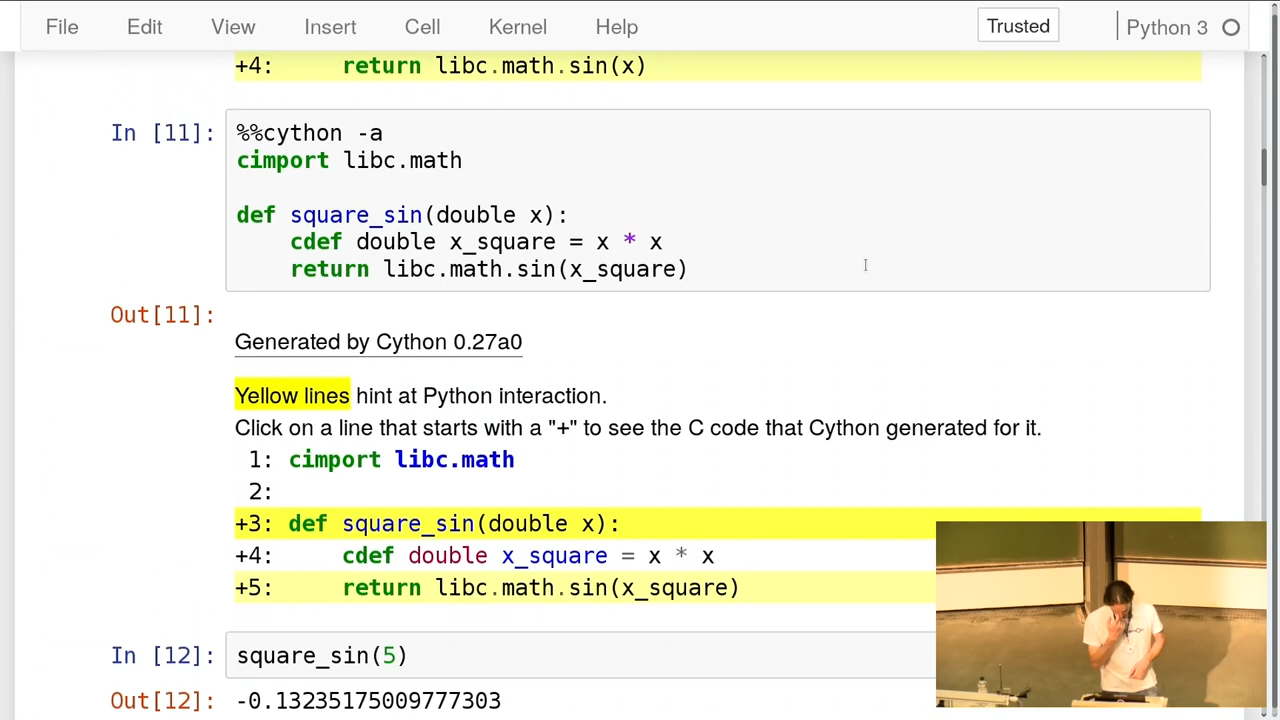 File Edit View Insert Cell Kernel Help Trusted Python 3
+4: return libc.math.sin(x)
In [11]: %%cython -a
cimport libc.math
def square_sin(double x):
cdef double x_square = x * x
return libc.math.sin(x_square)
Out[11]:
Generated by Cython 0.27a0
Yellow lines hint at Python interaction.
Click on a line that starts with a "+" to see the C code that Cython generated for it.
1: cimport libc.math
2:
+3: def square_sin(double x):
+4: cdef double x_square = x * x
+5: return libc.math.sin(x_square)
In [12]: square_sin(5)
Out[12]: -0.13235175009777303